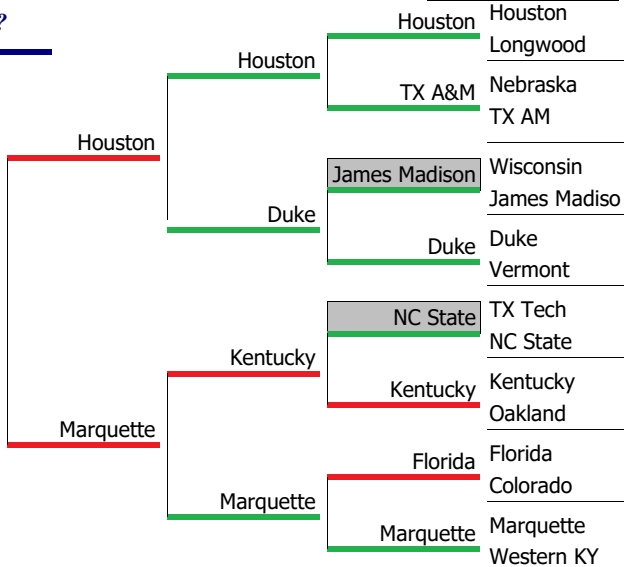 ?
Houston
Houston
Longwood
Houston
TX A&M
Nebraska
TX AM
Houston
James Madison
Wisconsin
James Madiso
Duke
Duke
Duke
Vermont
NC State
TX Tech
NC State
Kentucky
Kentucky
Kentucky
Oakland
Marquette
Florida
Florida
Colorado
Marquette
Marquette
Marquette
Western KY